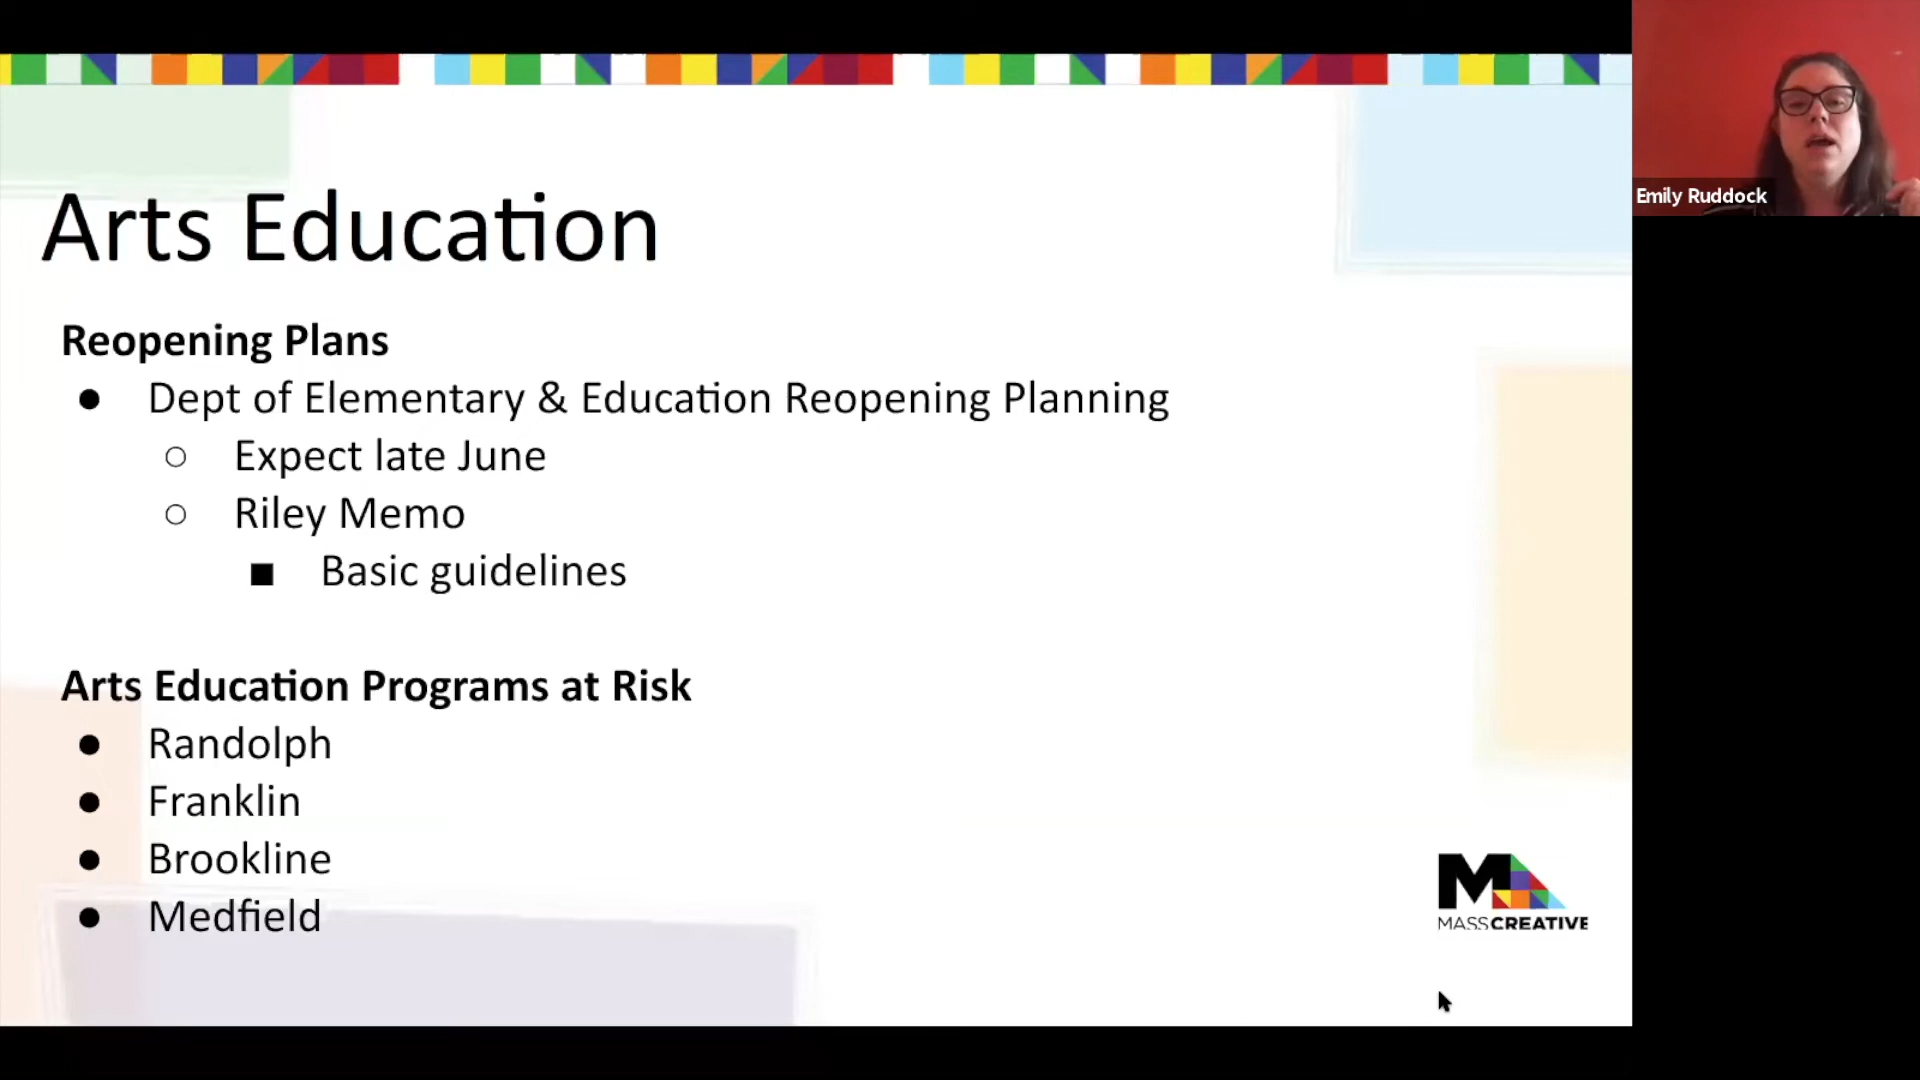 Arts Education
Reopening Plans
● Dept of Elementary & Education Reopening Planning
○ Expect late June
○ Riley Memo
■ Basic guidelines
Arts Education Programs at Risk
● Randolph
● Franklin
● Brookline
● Medfield
MASSCREATIVE
Emily Ruddock